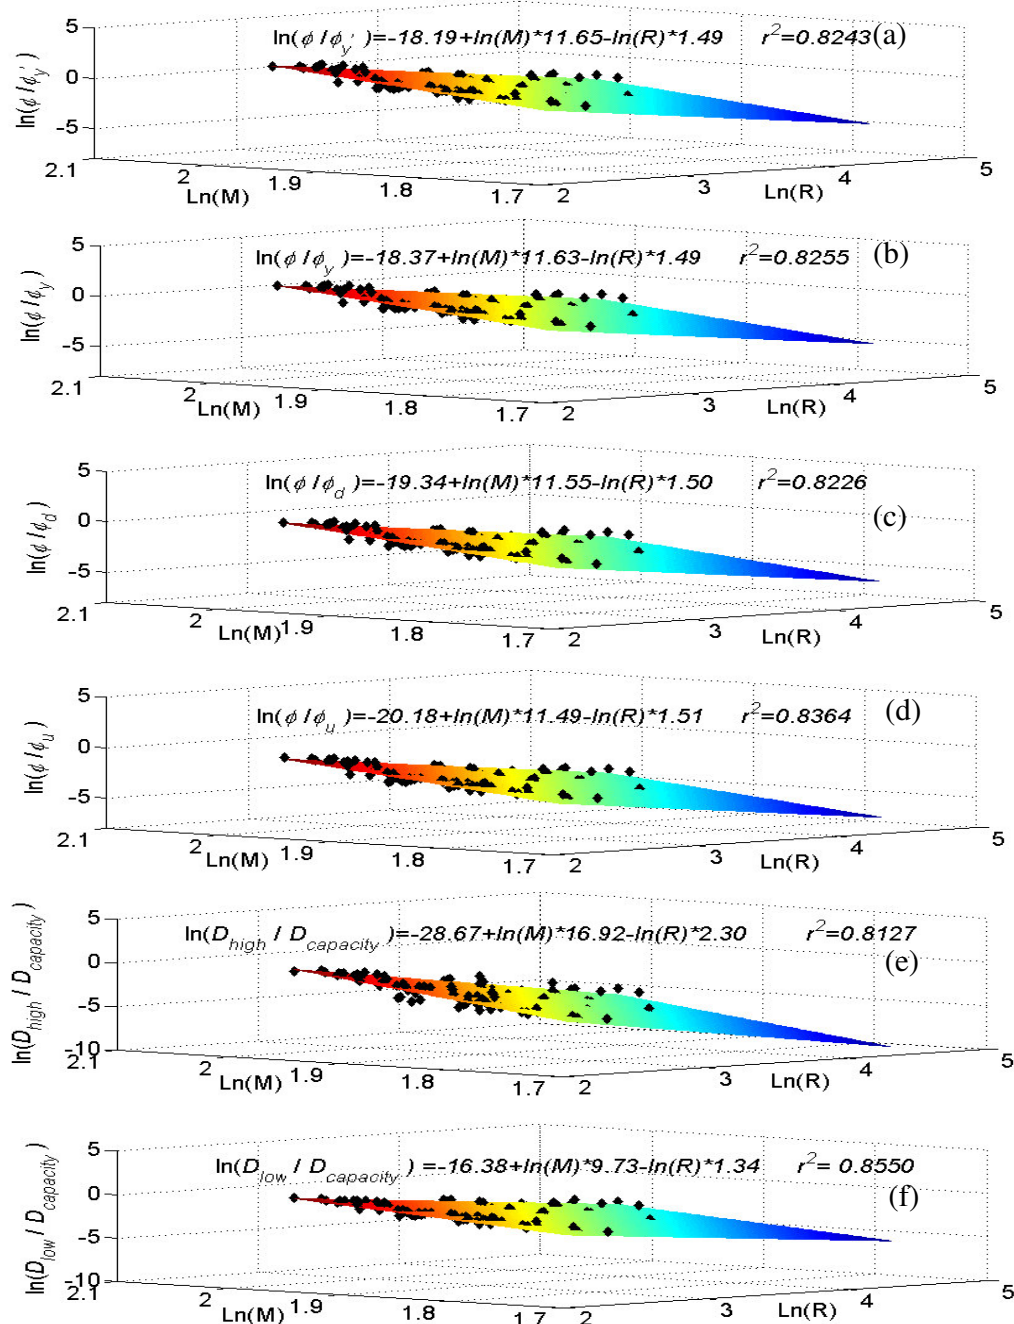 ln(ϕ/ϕy')=-18.19+ln(M)*11.65-ln(R)*1.49 r²=0.8243 (a)
ln(ϕ/ϕy')
5
0
-5
2.1 2 1.9 1.8 1.7 2 3 4 5
Ln(M) Ln(R)
ln(ϕ/ϕy)=-18.37+ln(M)*11.63-ln(R)*1.49 r²=0.8255 (b)
ln(ϕ/ϕy)
5
0
-5
2.1 2 1.9 1.8 1.7 2 3 4 5
Ln(M) Ln(R)
ln(ϕ/ϕd)=-19.34+ln(M)*11.55-ln(R)*1.50 r²=0.8226 (c)
ln(ϕ/ϕd)
5
0
-5
2.1 2 1.9 1.8 1.7 2 3 4 5
Ln(M) Ln(R)
ln(ϕ/ϕu)=-20.18+ln(M)*11.49-ln(R)*1.51 r²=0.8364 (d)
ln(ϕ/ϕu)
5
0
-5
2.1 2 1.9 1.8 1.7 2 3 4 5
Ln(M) Ln(R)
ln(Dhigh / Dcapacity)=-28.67+ln(M)*16.92-ln(R)*2.30 r²=0.8127 (e)
ln(Dhigh / Dcapacity)
5
0
-5
-10
2.1 2 1.9 1.8 1.7 2 3 4 5
Ln(M) Ln(R)
ln(Dlow / Dcapacity) =-16.38+ln(M)*9.73-ln(R)*1.34 r²= 0.8550 (f)
ln(Dlow / Dcapacity)
5
0
-5
-10
2.1 2 1.9 1.8 1.7 2 3 4 5
Ln(M) Ln(R)